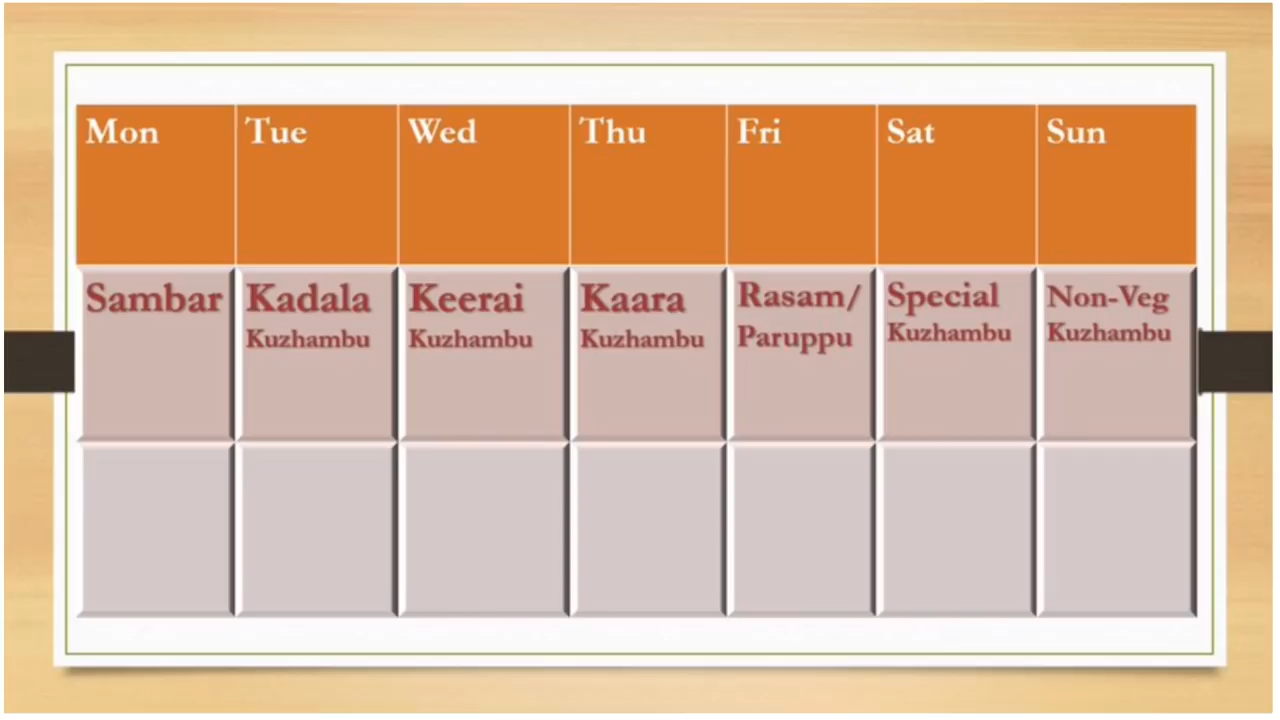 Mon Tue Wed Thu Fri Sat Sun
Sambar Kadala Keerai Kaara Rasam/ Special Non-Veg
Kuzhambu Kuzhambu Kuzhambu Paruppu Kuzhambu Kuzhambu